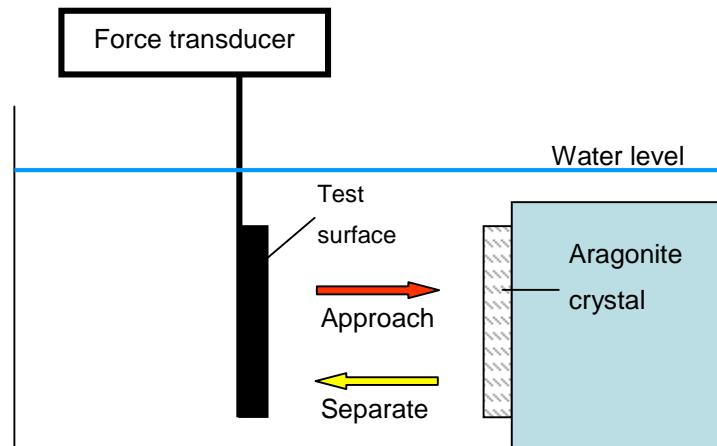 Force transducer
Water level
Test
surface
Aragonite
crystal
Approach
Separate